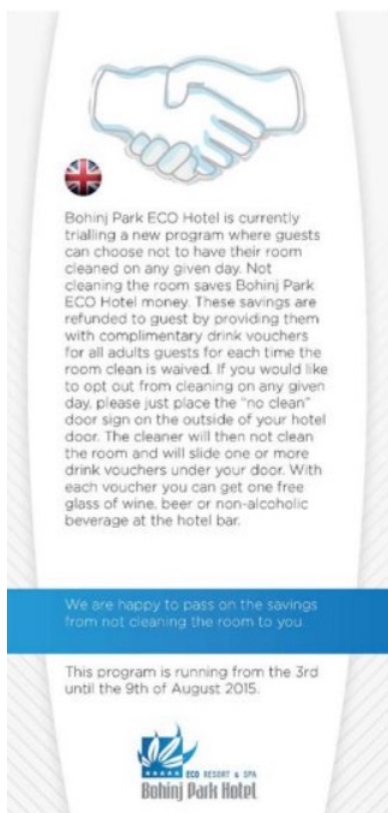 Bohinj Park ECO Hotel is currently
trialling a new program where guests
can choose not to have their room
cleaned on any given day. Not
cleaning the room saves Bohinj Park
ECO Hotel money. These savings are
refunded to guest by providing them
with complimentary drink vouchers
for all adults guests for each time the
room clean is waived. If you would like
to opt out from cleaning on any given
day, please just place the “no clean”
door sign on the outside of your hotel
door. The cleaner will then not clean
the room and will slide one or more
drink vouchers under your door. With
each voucher you can get one free
glass of wine, beer or non-alcoholic
beverage at the hotel bar.
We are happy to pass on the savings
from not cleaning the room to you.
This program is running from the 3rd
until the 9th of August 2015.
ECO RESORT & SPA
Bohinj Park Hotel